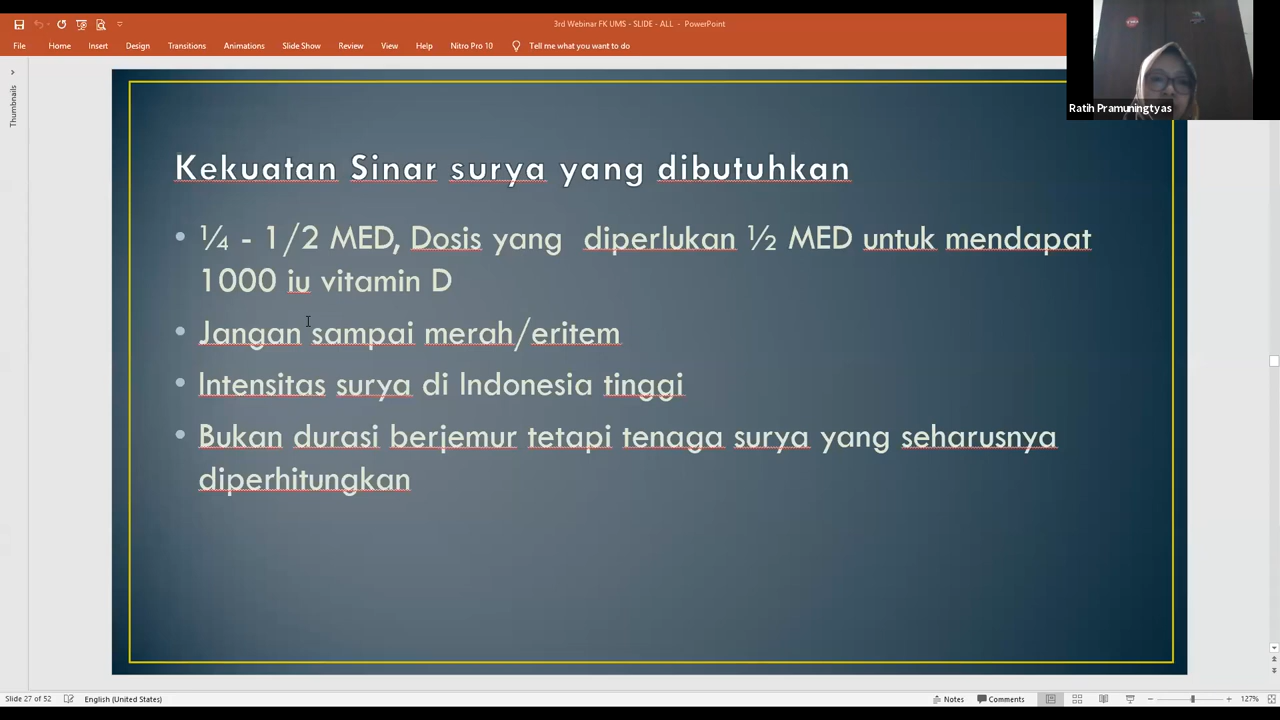 3rd Webinar FK UMS - SLIDE - ALL - PowerPoint
File Home Insert Design Transitions Animations Slide Show Review View Help Nitro Pro 10 Tell me what you want to do
Ratih Pramuningtyas
Thumbnails
Kekuatan Sinar surya yang dibutuhkan
• ¼ - 1/2 MED, Dosis yang diperlukan ½ MED untuk mendapat
1000 iu vitamin D
• Jangan sampai merah/eritem
• Intensitas surya di Indonesia tinggi
• Bukan durasi berjemur tetapi tenaga surya yang seharusnya
diperhitungkan
Slide 27 of 52 English (United States) Notes Comments 127%